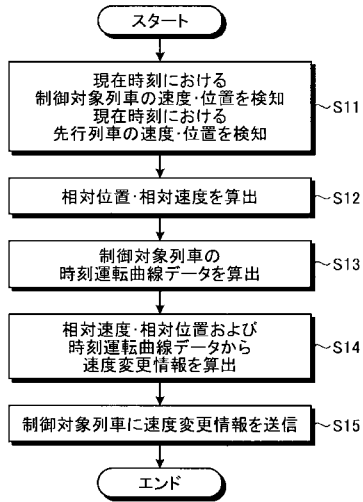 スタート
現在時刻における
制御対象列車の速度・位置を検知
現在時刻における
先行列車の速度・位置を検知
S11
相対位置・相対速度を算出
S12
制御対象列車の
時刻運転曲線データを算出
S13
相対速度・相対位置および
時刻運転曲線データから
速度変更情報を算出
S14
制御対象列車に速度変更情報を送信
S15
エンド